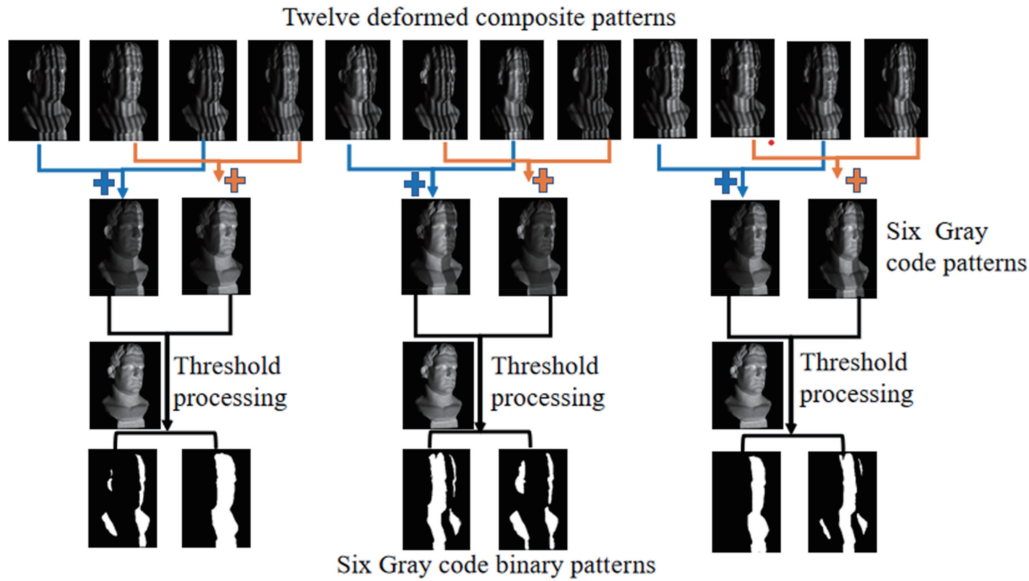 Twelve deformed composite patterns
Six Gray
code patterns
Threshold
processing
Threshold
processing
Threshold
processing
Six Gray code binary patterns